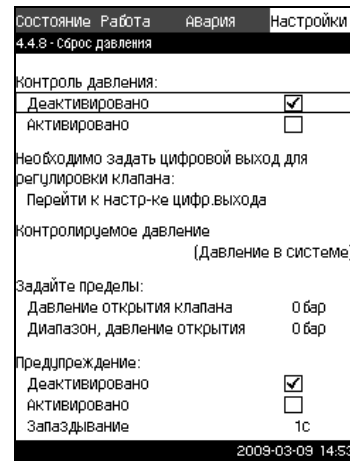 Состояние Работа Авария Настройки
4.4.8 - Сброс давления
Контроль давления:
Деактивировано
Активировано
Необходимо задать цифровой выход для
регулировки клапана:
Перейти к настр-ке цифр.выхода
Контролируемое давление
(Давление в системе)
Задайте пределы:
Давление открытия клапана 0 бар
Диапазон, давление открытия 0 бар
Предупреждение:
Деактивировано
Активировано
Запаздывание 1с
2009-03-09 14:53